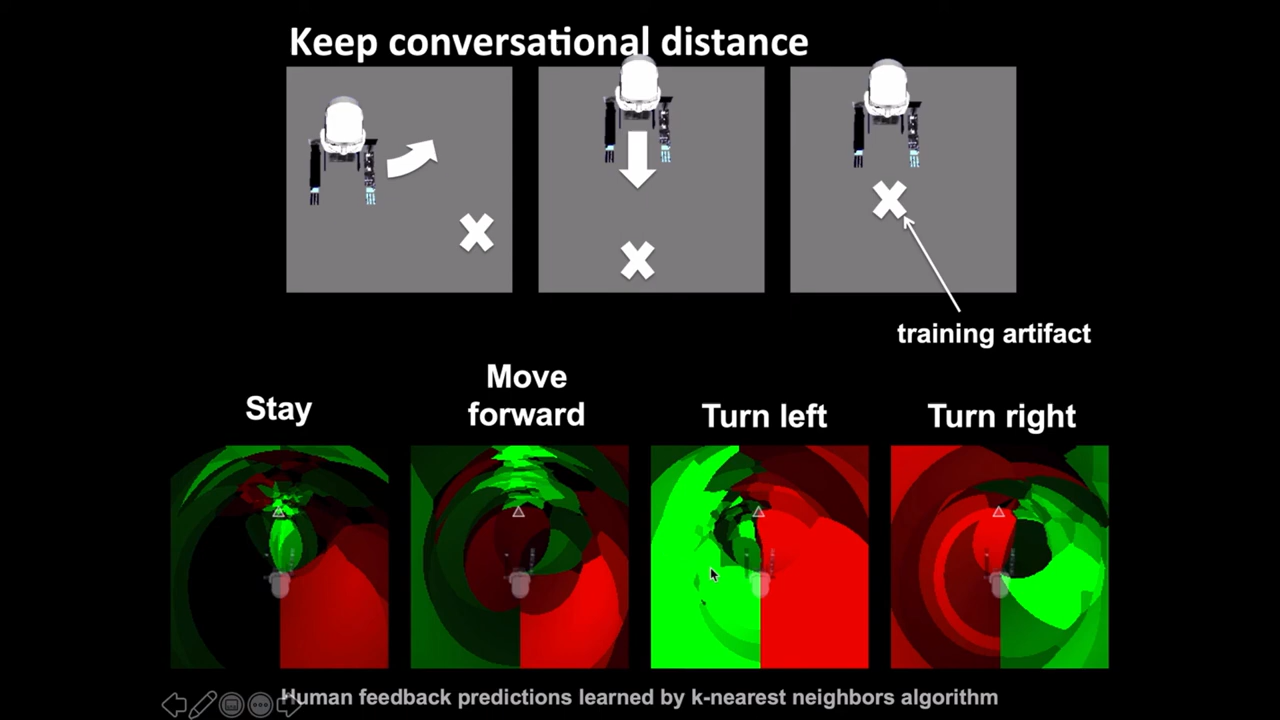 Keep conversational distance
training artifact
Stay
Move
forward
Turn left
Turn right
Human feedback predictions learned by k-nearest neighbors algorithm